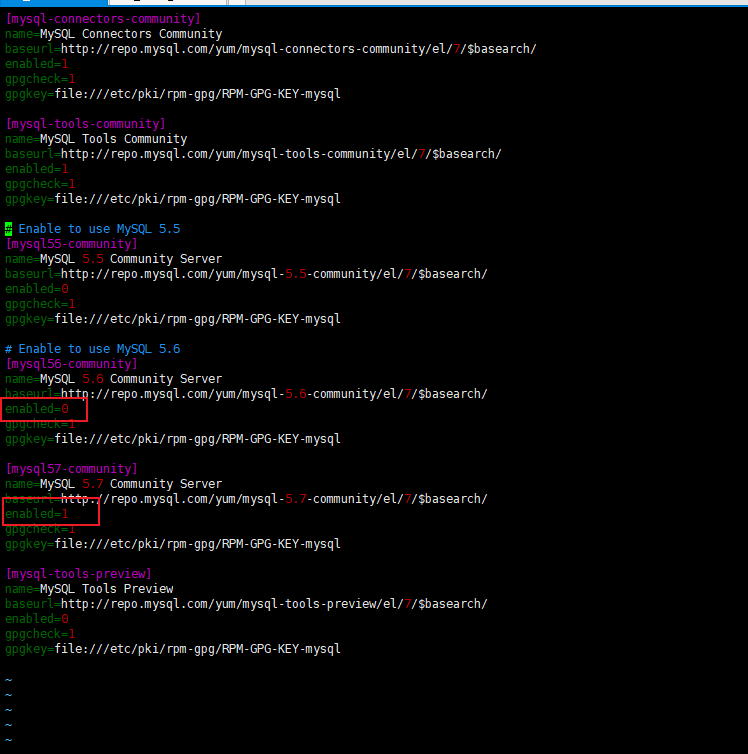 [mysql-connectors-community]
name=MySQL Connectors Community
baseurl=http://repo.mysql.com/yum/mysql-connectors-community/el/7/$basearch/
enabled=1
gpgcheck=1
gpgkey=file:///etc/pki/rpm-gpg/RPM-GPG-KEY-mysql
[mysql-tools-community]
name=MySQL Tools Community
baseurl=http://repo.mysql.com/yum/mysql-tools-community/el/7/$basearch/
enabled=1
gpgcheck=1
gpgkey=file:///etc/pki/rpm-gpg/RPM-GPG-KEY-mysql
# Enable to use MySQL 5.5
[mysql55-community]
name=MySQL 5.5 Community Server
baseurl=http://repo.mysql.com/yum/mysql-5.5-community/el/7/$basearch/
enabled=0
gpgcheck=1
gpgkey=file:///etc/pki/rpm-gpg/RPM-GPG-KEY-mysql
# Enable to use MySQL 5.6
[mysql56-community]
name=MySQL 5.6 Community Server
baseurl=http://repo.mysql.com/yum/mysql-5.6-community/el/7/$basearch/
enabled=0
gpgcheck=1
gpgkey=file:///etc/pki/rpm-gpg/RPM-GPG-KEY-mysql
[mysql57-community]
name=MySQL 5.7 Community Server
baseurl=http://repo.mysql.com/yum/mysql-5.7-community/el/7/$basearch/
enabled=1
gpgcheck=1
gpgkey=file:///etc/pki/rpm-gpg/RPM-GPG-KEY-mysql
[mysql-tools-preview]
name=MySQL Tools Preview
baseurl=http://repo.mysql.com/yum/mysql-tools-preview/el/7/$basearch/
enabled=0
gpgcheck=1
gpgkey=file:///etc/pki/rpm-gpg/RPM-GPG-KEY-mysql
~
~
~
~
~